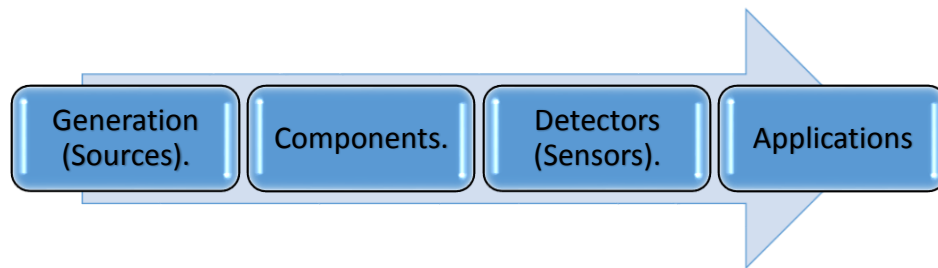 Generation
(Sources).
Components.
Detectors
(Sensors).
Applications